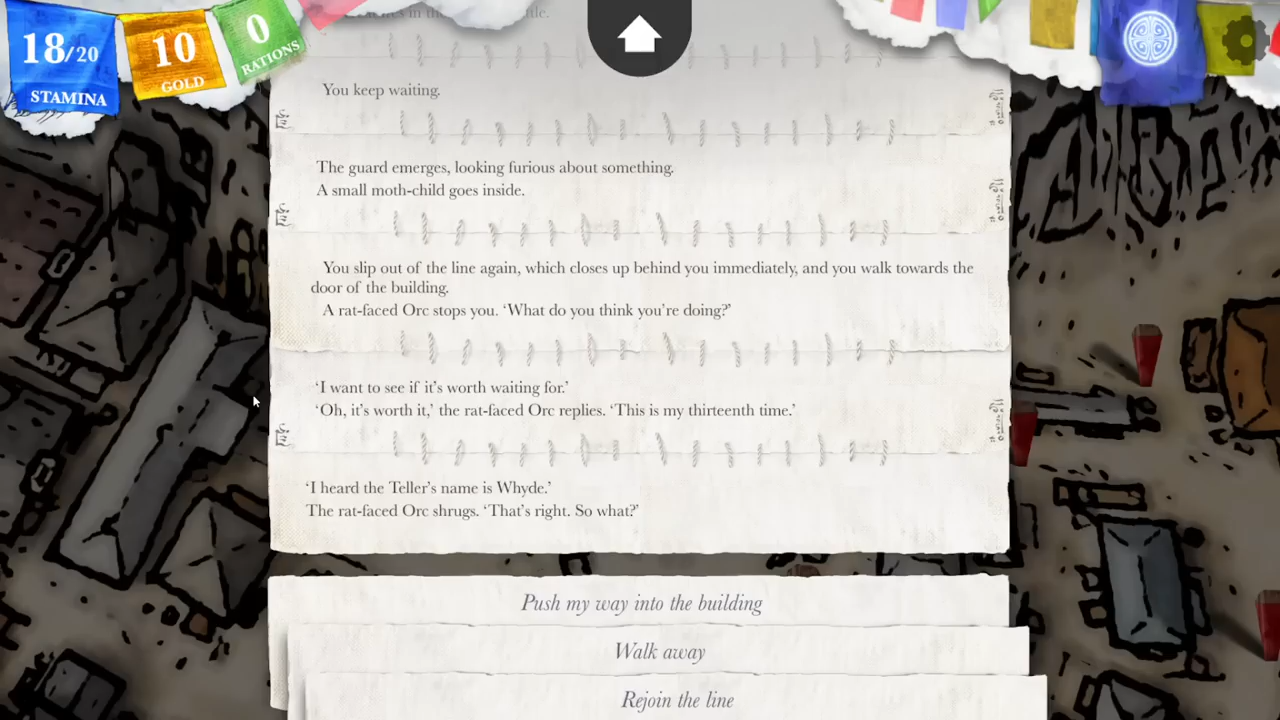 18/20
STAMINA
10
GOLD
0
RATIONS
You keep waiting.
The guard emerges, looking furious about something.
A small moth-child goes inside.
You slip out of the line again, which closes up behind you immediately, and you walk towards the
door of the building.
A rat-faced Orc stops you. ‘What do you think you’re doing?’
‘I want to see if it’s worth waiting for.’
‘Oh, it’s worth it,’ the rat-faced Orc replies. ‘This is my thirteenth time.’
‘I heard the Teller’s name is Whyde.’
The rat-faced Orc shrugs. ‘That’s right. So what?’
Push my way into the building
Walk away
Rejoin the line